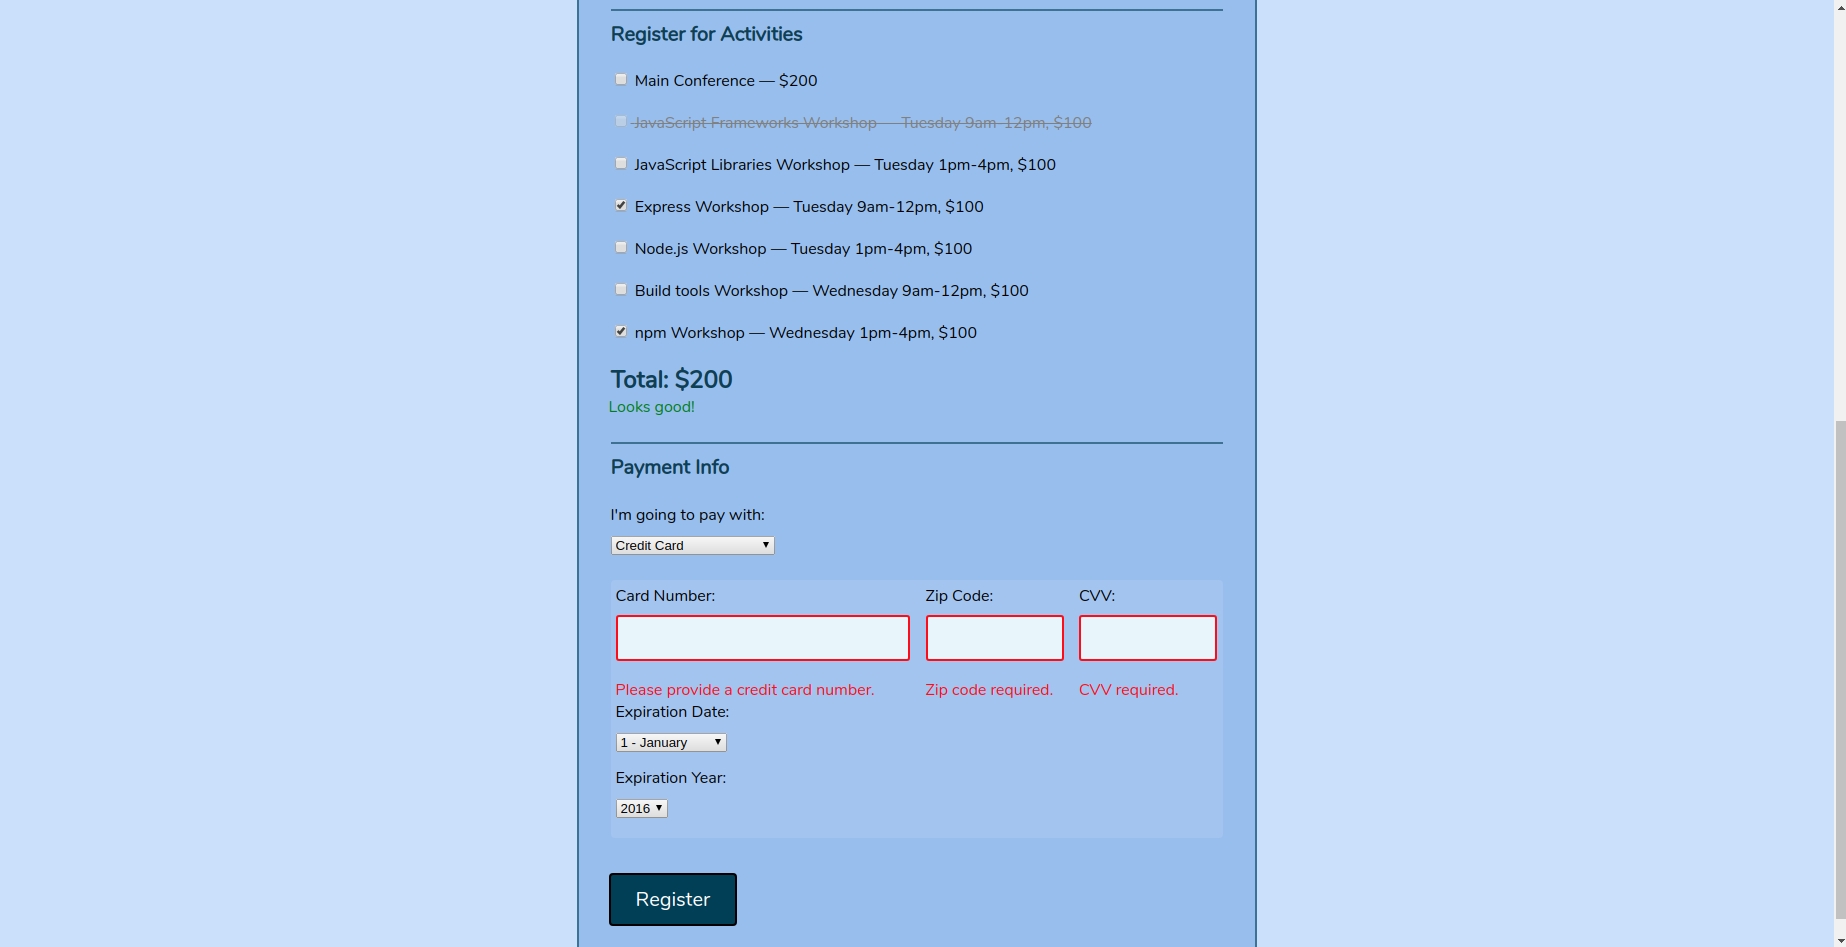 Register for Activities
Main Conference — $200
JavaScript Frameworks Workshop — Tuesday 9am-12pm, $100
JavaScript Libraries Workshop — Tuesday 1pm-4pm, $100
Express Workshop — Tuesday 9am-12pm, $100
Node.js Workshop — Tuesday 1pm-4pm, $100
Build tools Workshop — Wednesday 9am-12pm, $100
npm Workshop — Wednesday 1pm-4pm, $100
Total: $200
Looks good!
Payment Info
I'm going to pay with:
Credit Card
Card Number: Zip Code: CVV:
Please provide a credit card number. Zip code required. CVV required.
Expiration Date:
1 - January
Expiration Year:
2016
Register